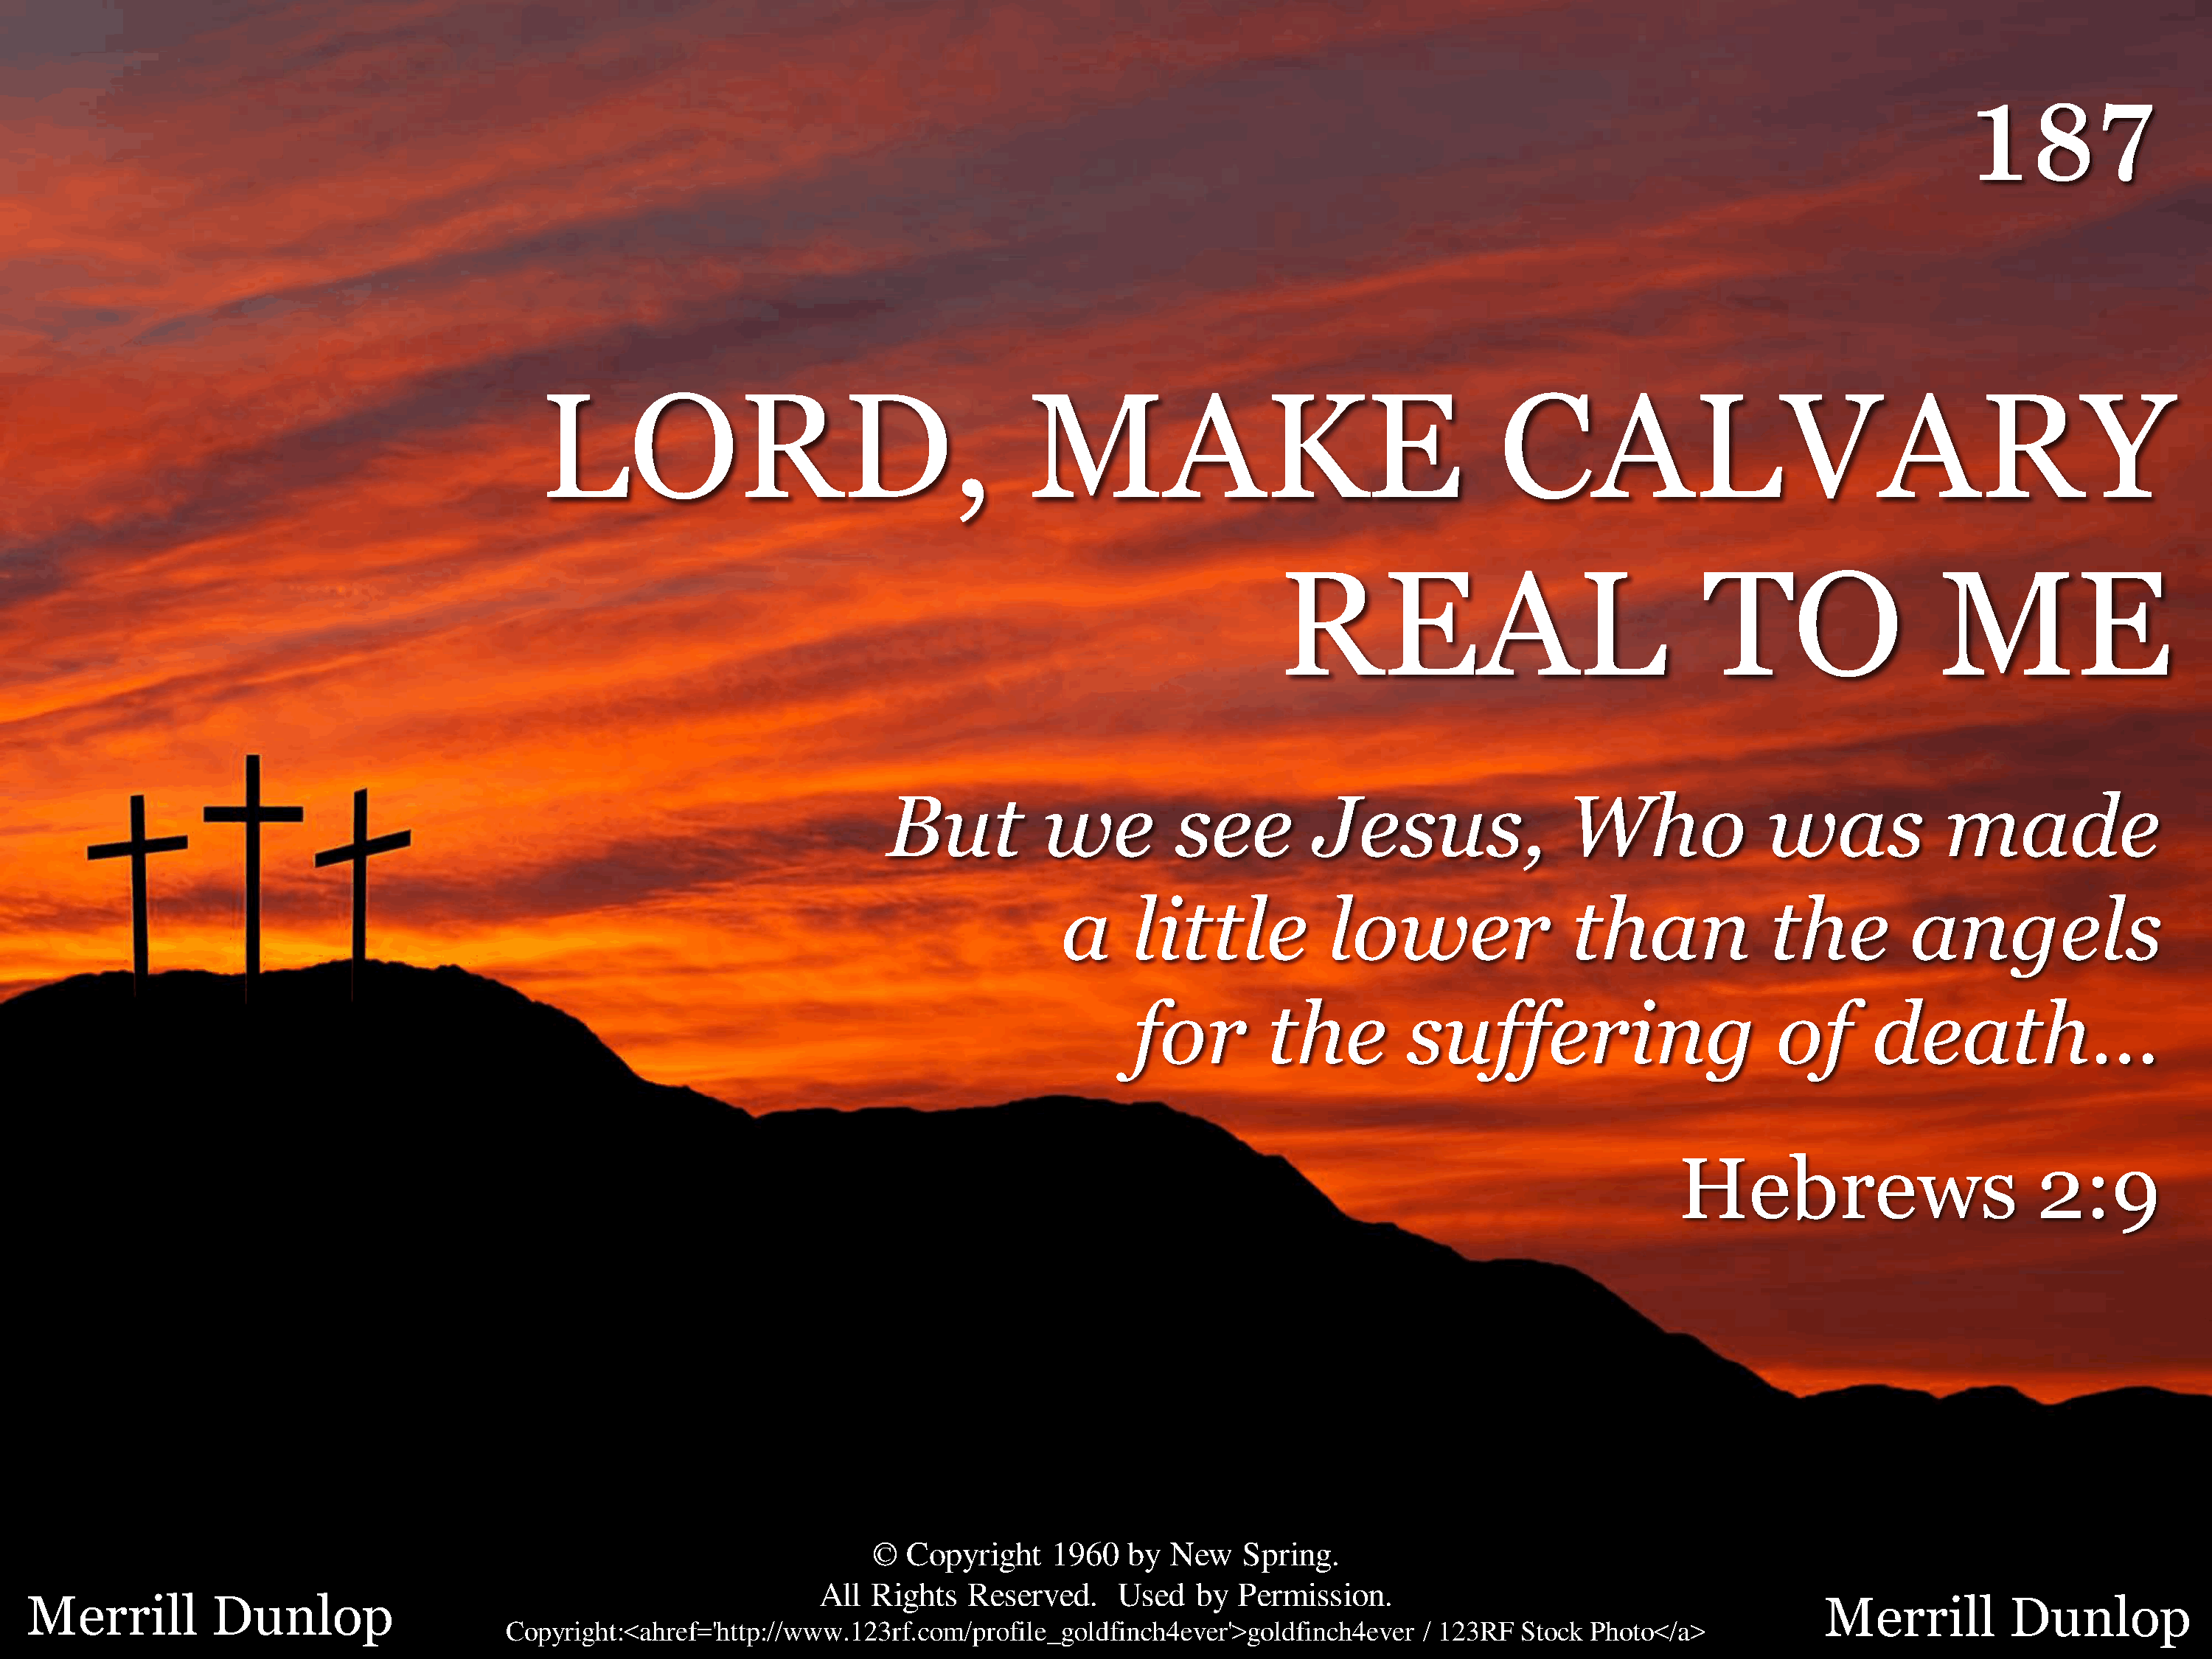 187
LORD, MAKE CALVARY
REAL TO ME
But we see Jesus, Who was made
a little lower than the angels
for the suffering of death...
Hebrews 2:9
© Copyright 1960 by New Spring.
All Rights Reserved. Used by Permission.
Merrill Dunlop
Copyright:<ahref='http://www.123rf.com/profile_goldfinch4ever'>goldfinch4ever / 123RF Stock Photo</a>
Merrill Dunlop